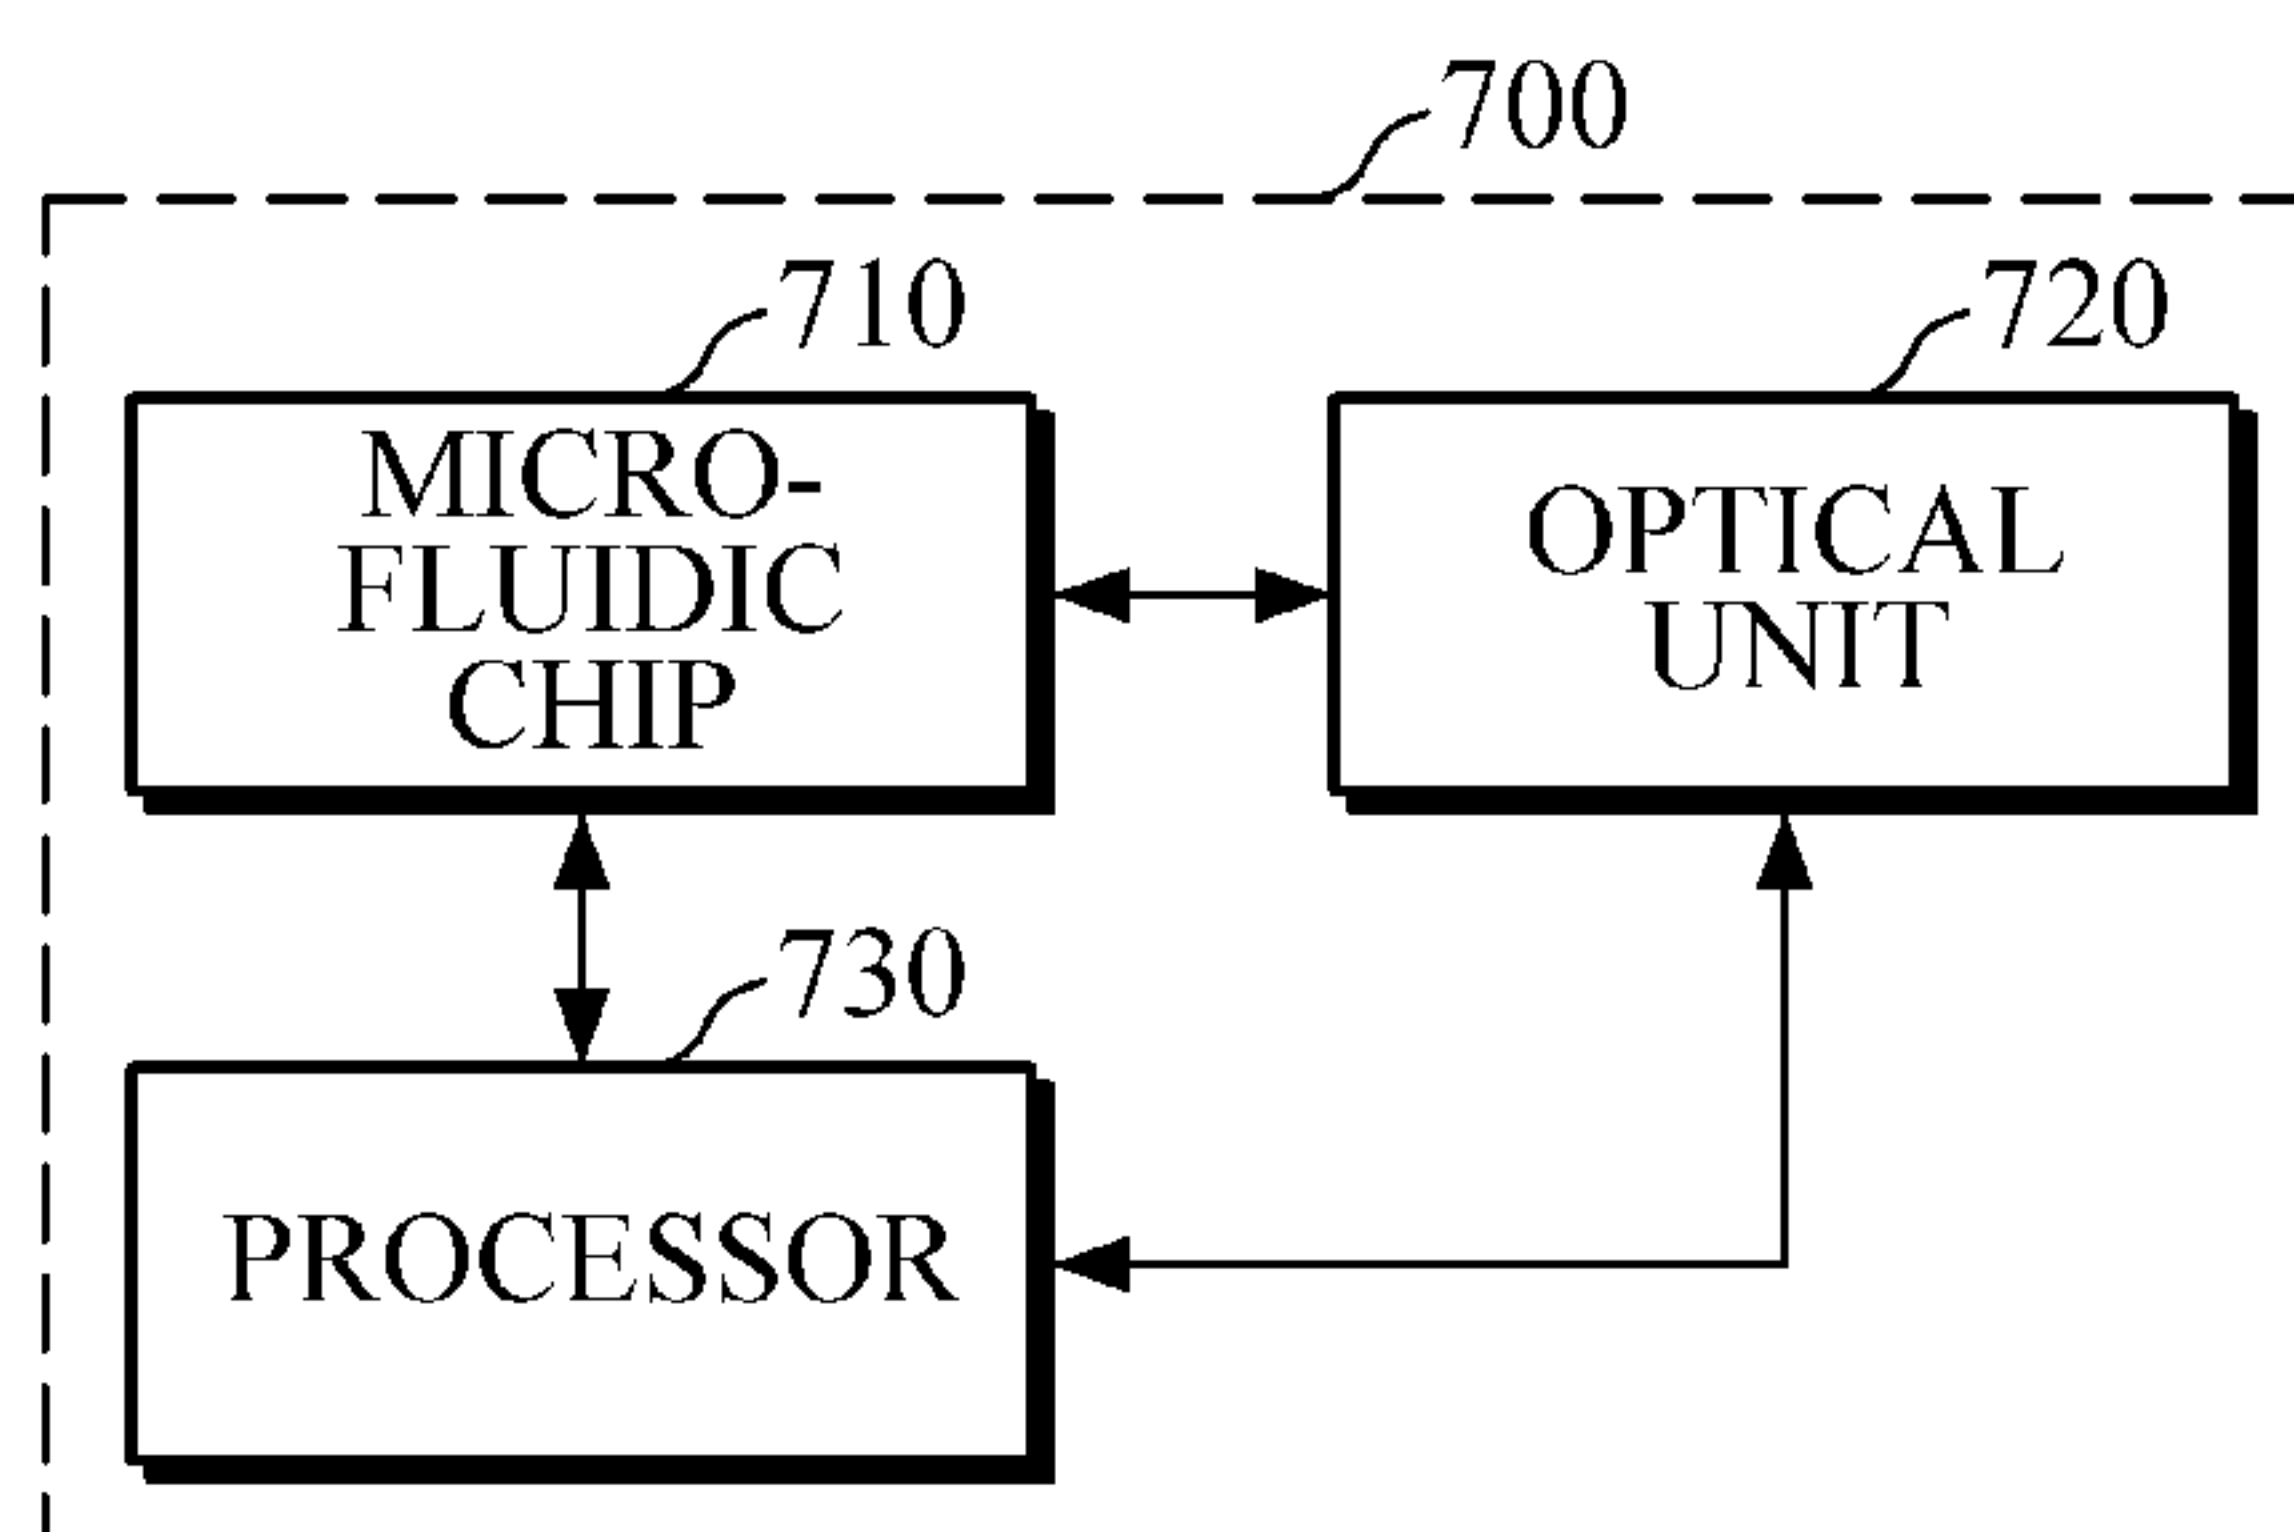 700
710
720
MICRO-
FLUIDIC
CHIP
OPTICAL
UNIT
730
PROCESSOR